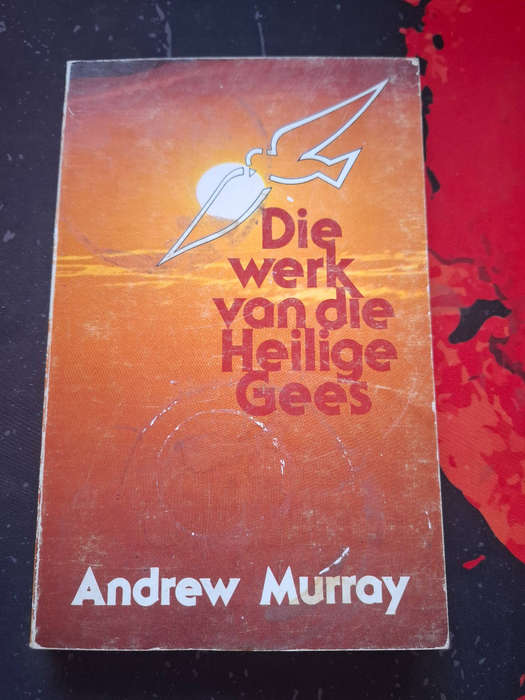 Die
werk
van die
Heilige
Gees
Andrew Murray